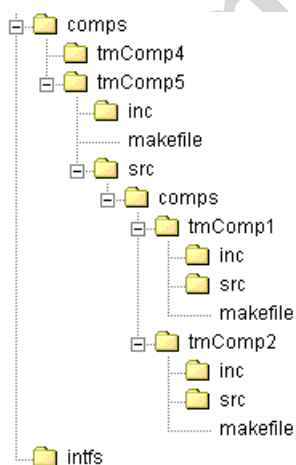 comps
tmComp4
tmComp5
inc
makefile
src
comps
tmComp1
inc
src
makefile
tmComp2
inc
src
makefile
intfs